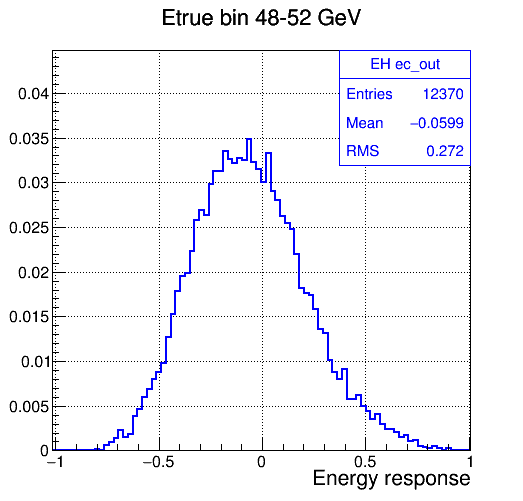 Etrue bin 48-52 GeV
EH ec_out
Entries 12370
Mean −0.0599
RMS 0.272
0.04
0.035
0.03
0.025
0.02
0.015
0.01
0.005
0
−1 −0.5 0 0.5 1
Energy response